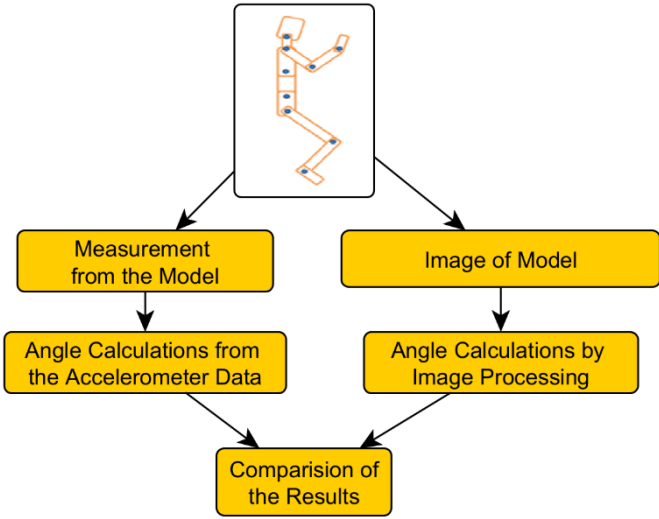 Measurement
from the Model
Image of Model
Angle Calculations from
the Accelerometer Data
Angle Calculations by
Image Processing
Comparision of
the Results